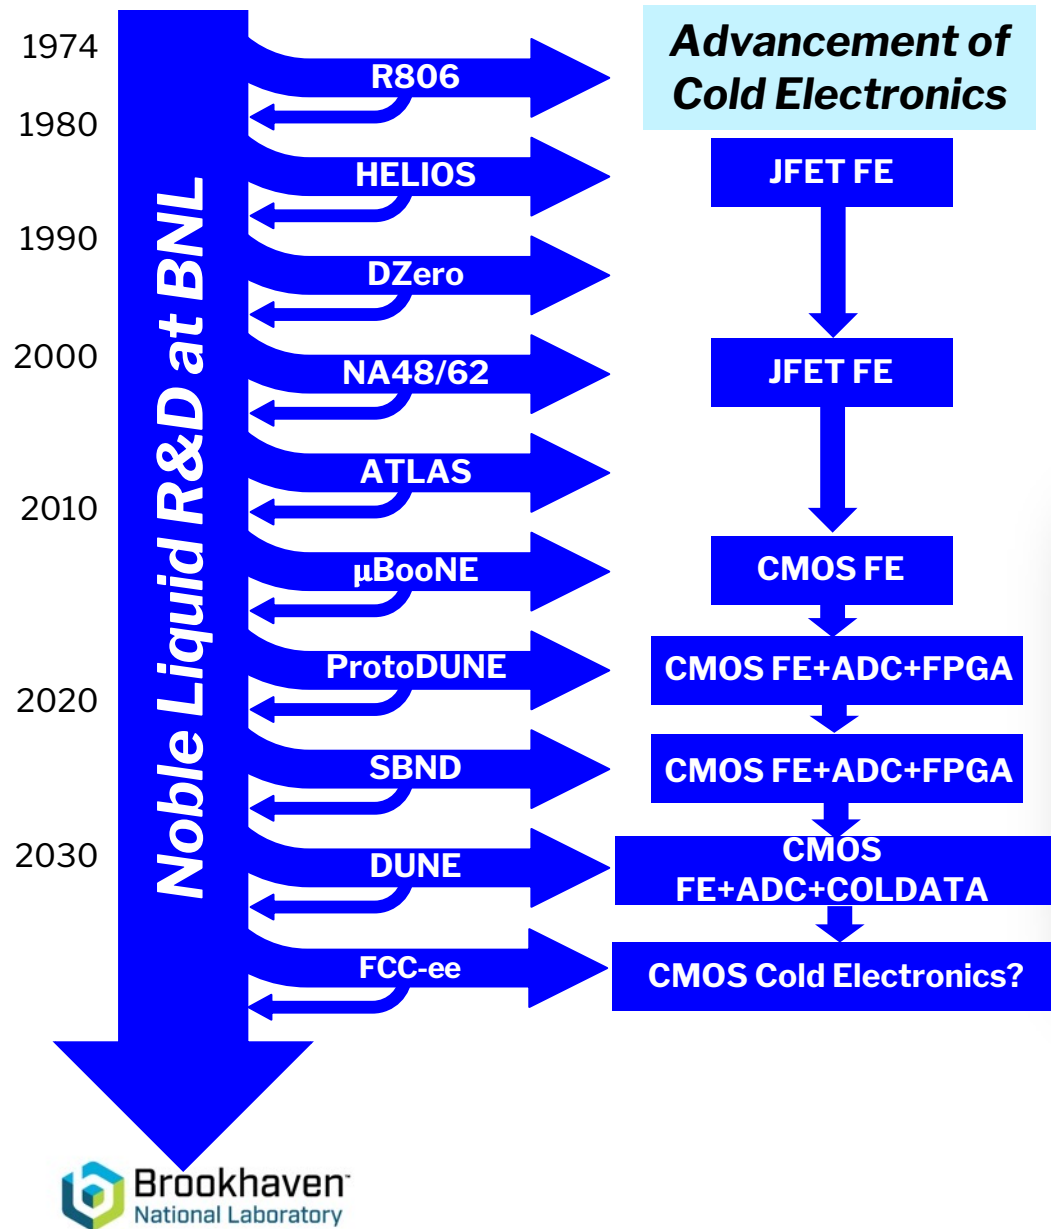 1974
1980
1990
2000
2010
2020
2030
Noble Liquid R&D at BNL
R806
HELIOS
DZero
NA48/62
ATLAS
μBooNE
ProtoDUNE
SBND
DUNE
FCC-ee
Advancement of
Cold Electronics
JFET FE
JFET FE
CMOS FE
CMOS FE+ADC+FPGA
CMOS FE+ADC+FPGA
CMOS
FE+ADC+COLDATA
CMOS Cold Electronics?
Brookhaven™
National Laboratory